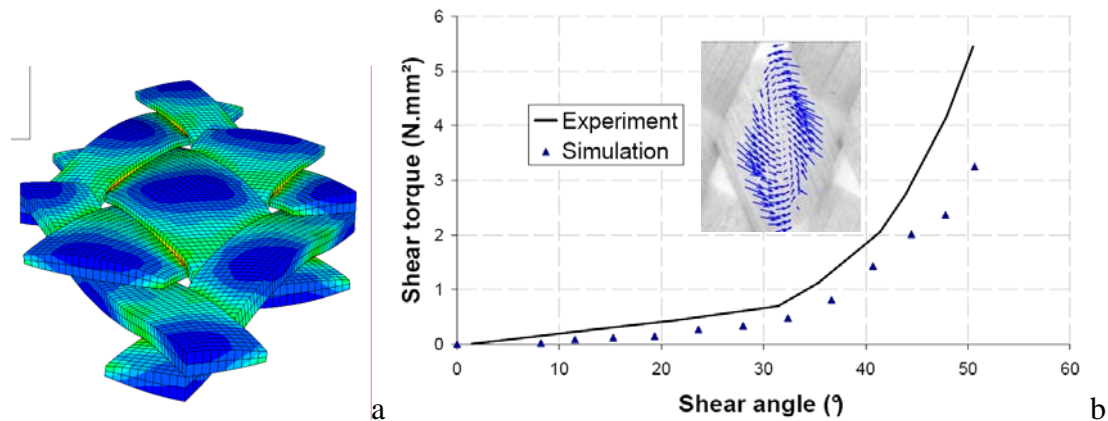 6
5
4
3
2
1
0
Shear torque (N.mm²)
Experiment
Simulation
0 10 20 30 40 50 60
Shear angle (°)
a
b